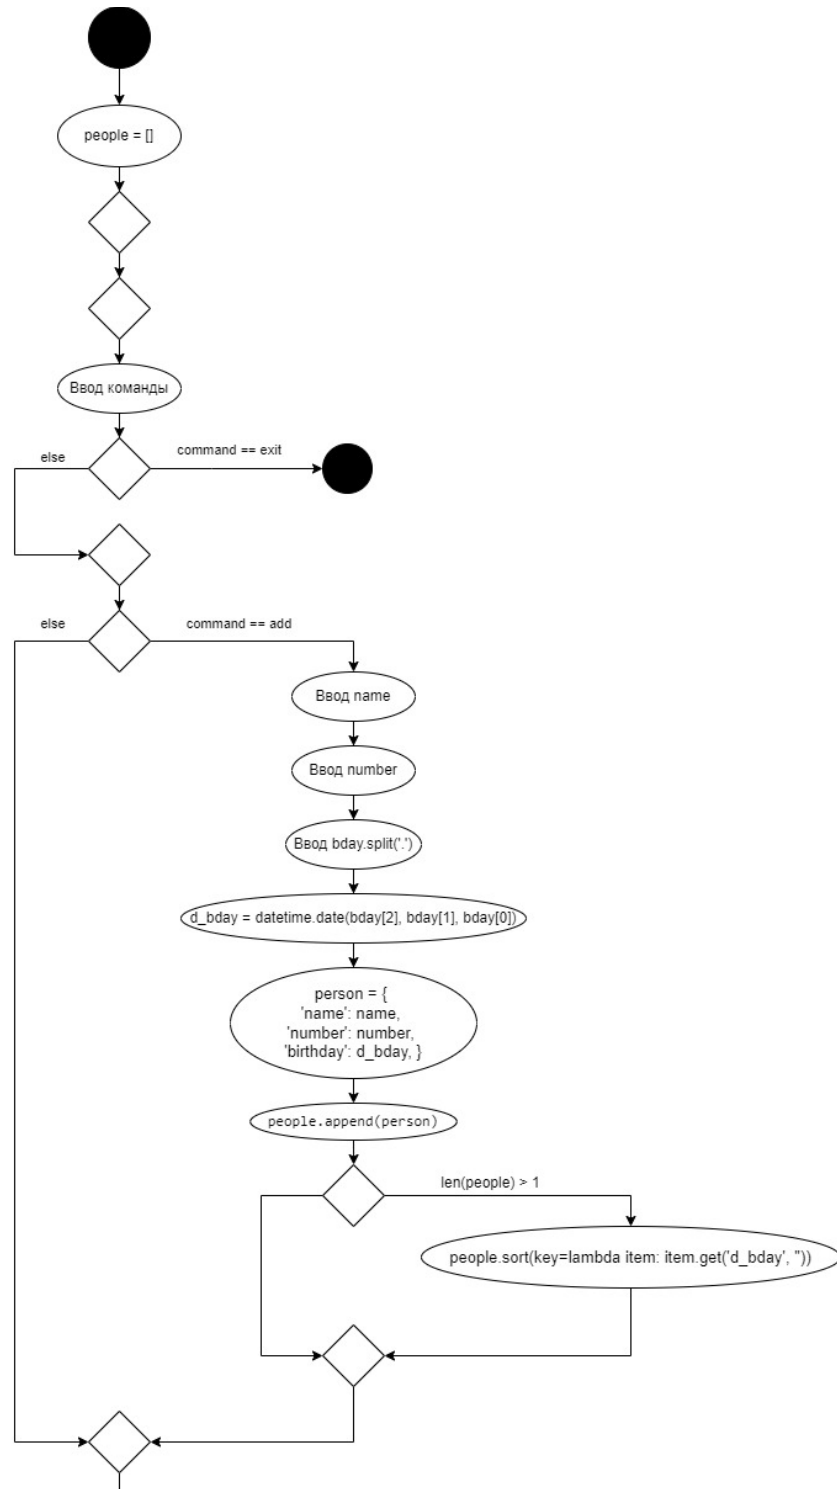 people = []
Ввод команды
else
command == exit
else
command == add
Ввод name
Ввод number
Ввод bday.split('.')
d_bday = datetime.date(bday[2], bday[1], bday[0])
person = {
'name': name,
'number': number,
'birthday': d_bday, }
people.append(person)
len(people) > 1
people.sort(key=lambda item: item.get('d_bday', ''))